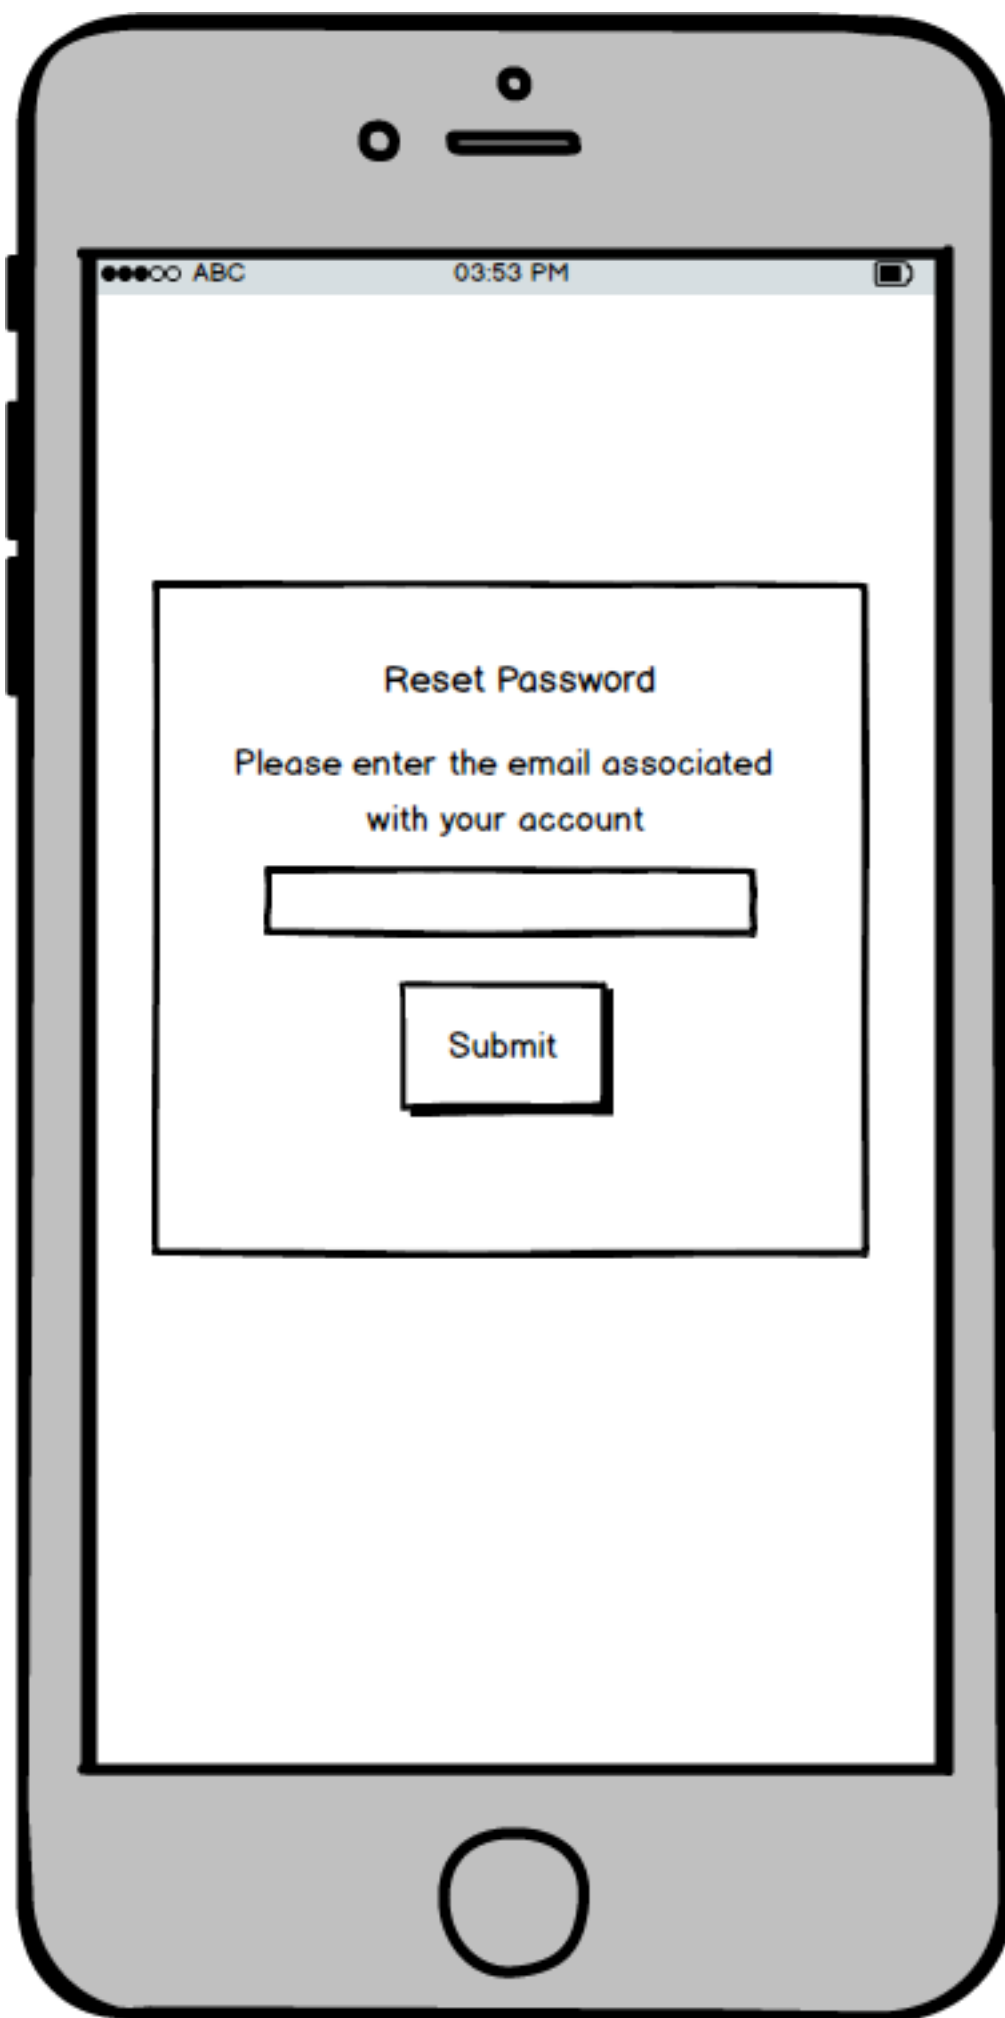 ABC 03:53 PM
Reset Password
Please enter the email associated
with your account
Submit